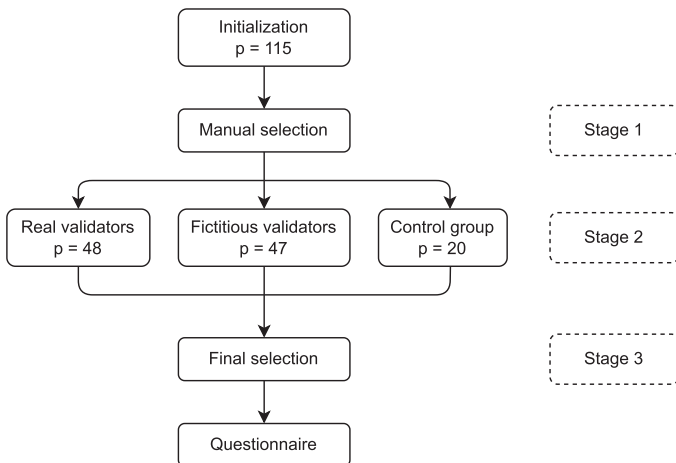 Initialization
p = 115
Manual selection
Stage 1
Real validators
p = 48
Fictitious validators
p = 47
Control group
p = 20
Stage 2
Final selection
Stage 3
Questionnaire